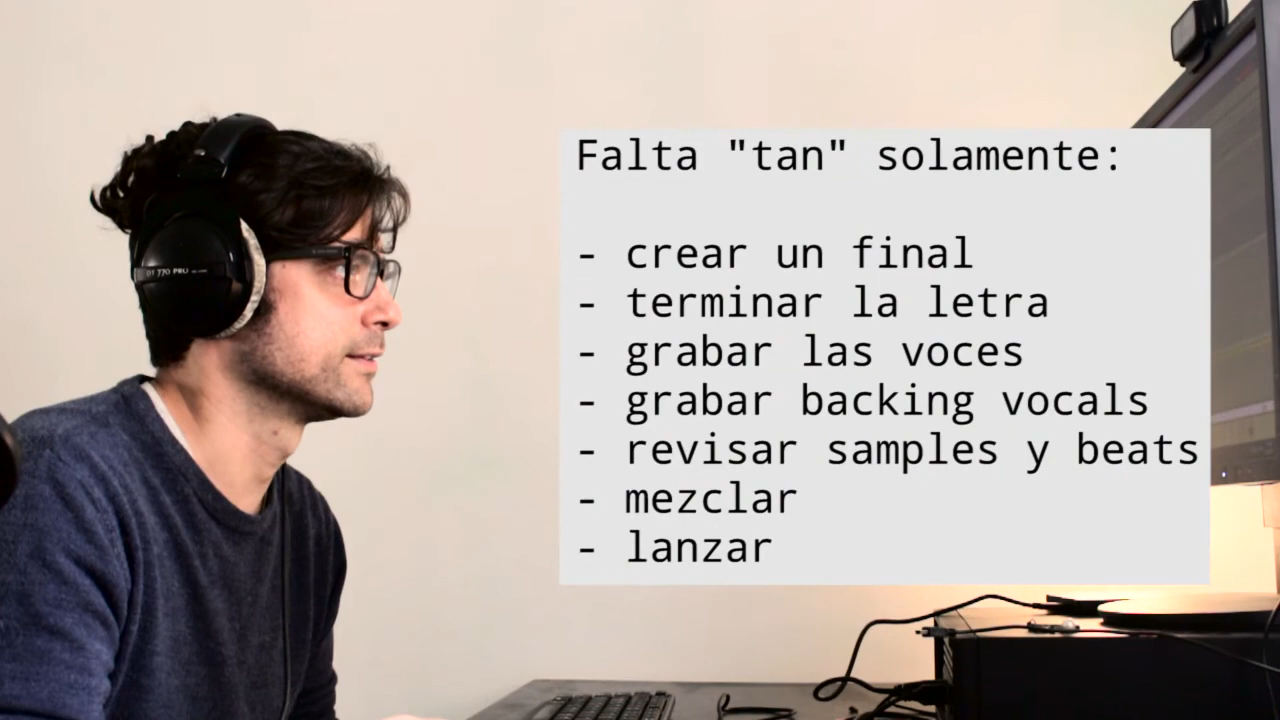 DT 770 PRO
Falta "tan" solamente:
- crear un final
- terminar la letra
- grabar las voces
- grabar backing vocals
- revisar samples y beats
- mezclar
- lanzar